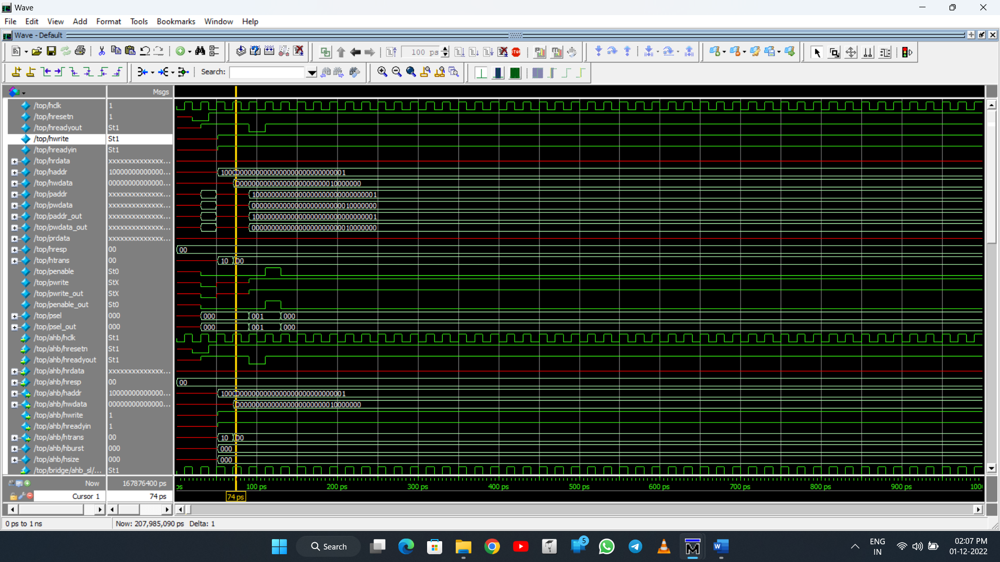 Wave
File Edit View Add Format Tools Bookmarks Window Help
Wave - Default
100 ps
Search:
Msgs
/top/hclk 1
/top/hresetn 1
/top/hreadyout St1
/top/hwrite St1
/top/hreadyin St1
/top/hrdata xxxxxxxxxxxxxx...
/top/haddr 10000000000000... 10000000000000000000000000000001
/top/hwdata 00000000000000... 00000000000000000000000010000000
/top/paddr xxxxxxxxxxxxxx... 10000000000000000000000000000001
/top/pwdata xxxxxxxxxxxxxx... 00000000000000000000000010000000
/top/paddr_out xxxxxxxxxxxxxx... 10000000000000000000000000000001
/top/pwdata_out xxxxxxxxxxxxxx... 00000000000000000000000010000000
/top/prdata xxxxxxxxxxxxxx...
/top/hresp 00 00
/top/htrans 00 10 00
/top/penable St0
/top/pwrite StX
/top/pwrite_out StX
/top/penable_out St0
/top/psel 000 000 001 000
/top/psel_out 000 000 001 000
/top/ahb/hclk St1
/top/ahb/hresetn St1
/top/ahb/hreadyout St1
/top/ahb/hrdata xxxxxxxxxxxxxx...
/top/ahb/hresp 00 00
/top/ahb/haddr 10000000000000... 10000000000000000000000000000001
/top/ahb/hwdata 00000000000000... 00000000000000000000000010000000
/top/ahb/hwrite 1
/top/ahb/hreadyin 1
/top/ahb/htrans 00 10 00
/top/ahb/hburst 000 000
/top/ahb/hsize 000 000
/top/bridge/ahb_sl/... St1
Now 167876400 ps ps 100 ps 200 ps 300 ps 400 ps 500 ps 600 ps 700 ps 800 ps 900 ps 100
Cursor 1 74 ps 74 ps
0 ps to 1 ns Now: 207,985,090 ps Delta: 1
Search 5 W ENG IN 02:07 PM
01-12-2022